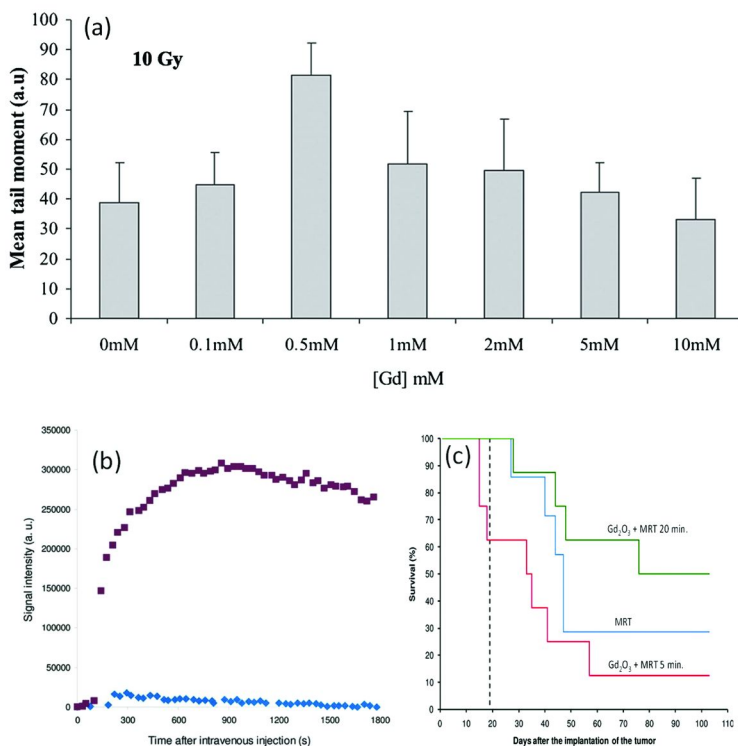 (a)
10 Gy
Mean tail moment (a.u)
100
90
80
70
60
50
40
30
20
10
0
0mM 0.1mM 0.5mM 1mM 2mM 5mM 10mM
[Gd] mM
(b)
Signal intensity (a. u.)
350000
300000
250000
200000
150000
100000
50000
0
0 300 600 900 1200 1500 1800
Time after intravenous injection (s)
(c)
Survival (%)
100
90
80
70
60
50
40
30
20
10
0
Gd₂O₃ + MRT 20 min.
MRT
Gd₂O₃ + MRT 5 min.
0 10 20 30 40 50 60 70 80 90 100 110
Days after the implantation of the tumor